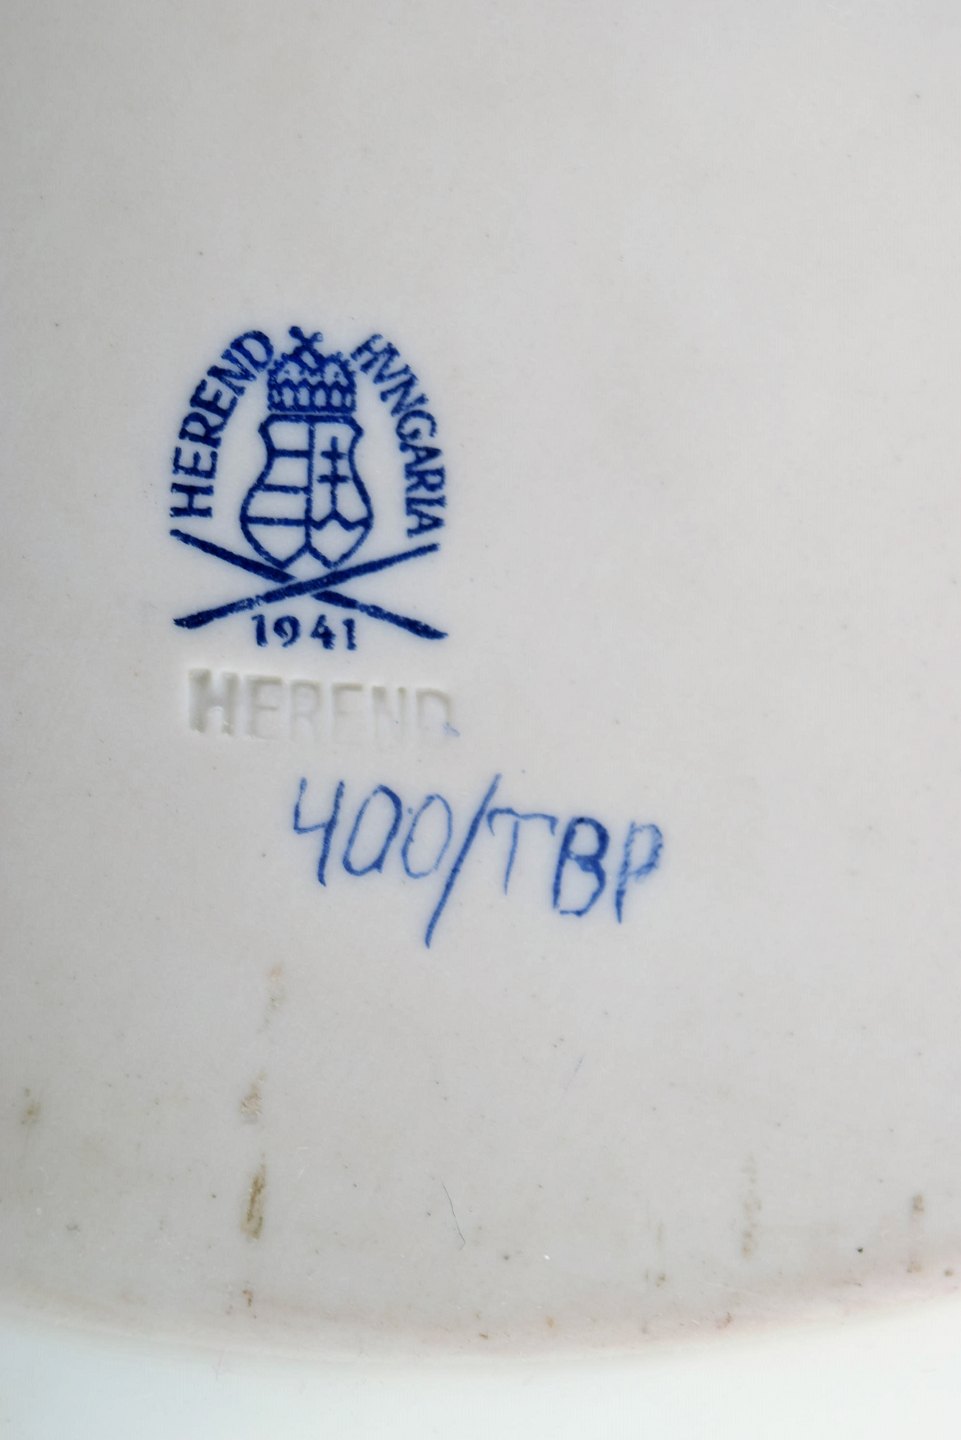 HEREND HVNGARIA
1941
HEREND
400/TBP